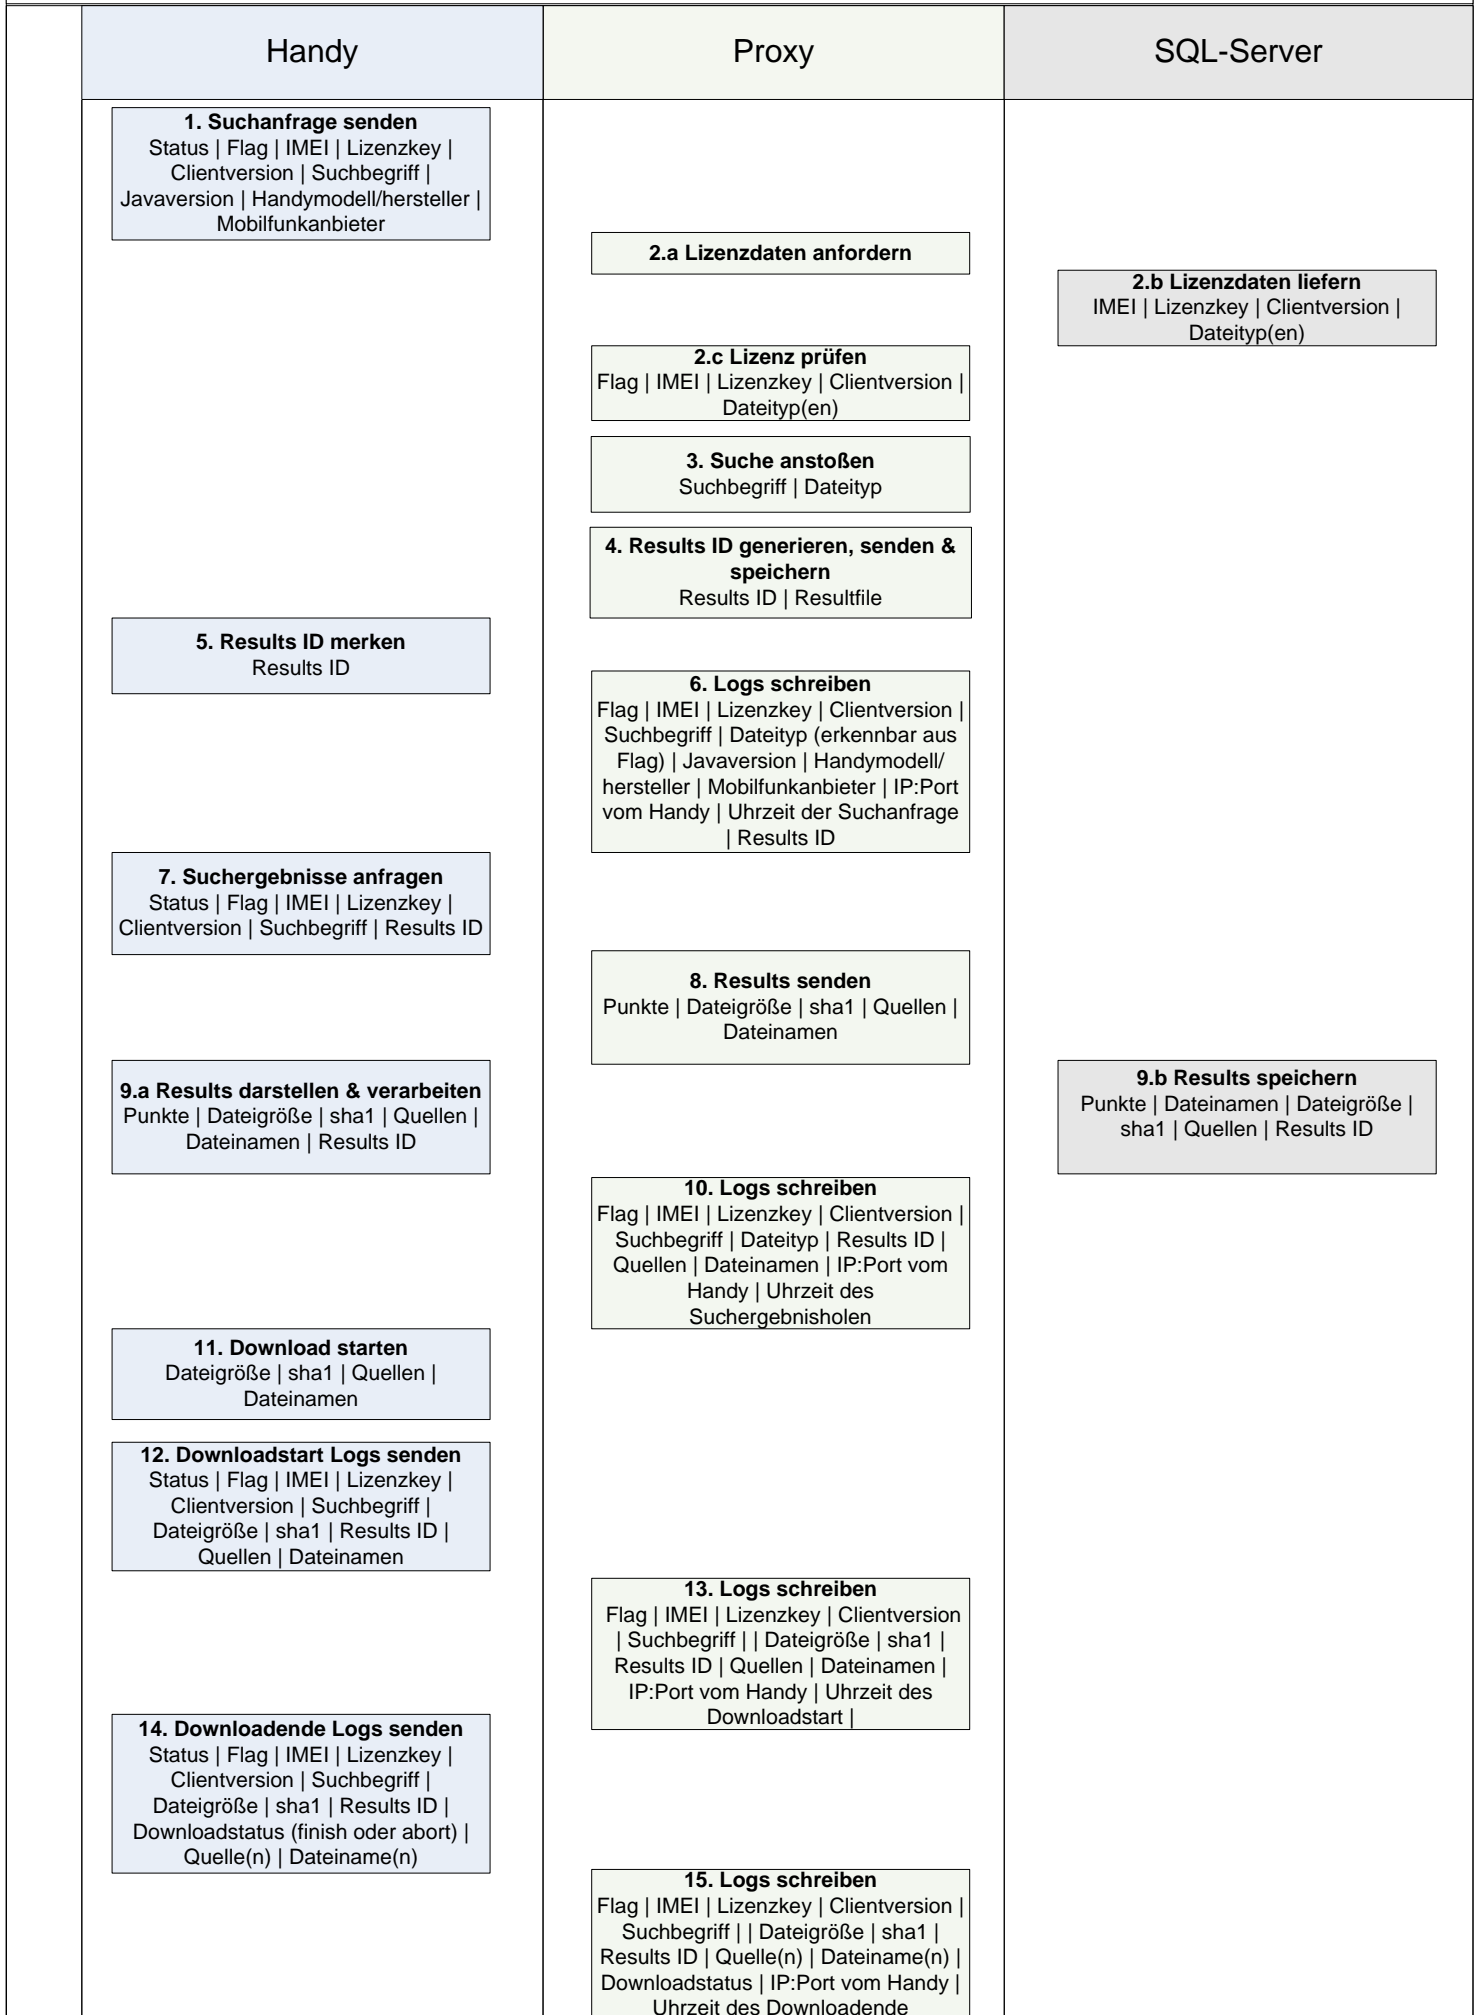 Handy
Proxy
SQL-Server
1. Suchanfrage senden
Status | Flag | IMEI | Lizenzkey |
Clientversion | Suchbegriff |
Javaversion | Handymodell/hersteller |
Mobilfunkanbieter
2.a Lizenzdaten anfordern
2.b Lizenzdaten liefern
IMEI | Lizenzkey | Clientversion |
Dateityp(en)
2.c Lizenz prüfen
Flag | IMEI | Lizenzkey | Clientversion |
Dateityp(en)
3. Suche anstoßen
Suchbegriff | Dateityp
4. Results ID generieren, senden &
speichern
Results ID | Resultfile
5. Results ID merken
Results ID
6. Logs schreiben
Flag | IMEI | Lizenzkey | Clientversion |
Suchbegriff | Dateityp (erkennbar aus
Flag) | Javaversion | Handymodell/
hersteller | Mobilfunkanbieter | IP:Port
vom Handy | Uhrzeit der Suchanfrage
| Results ID
7. Suchergebnisse anfragen
Status | Flag | IMEI | Lizenzkey |
Clientversion | Suchbegriff | Results ID
8. Results senden
Punkte | Dateigröße | sha1 | Quellen |
Dateinamen
9.a Results darstellen & verarbeiten
Punkte | Dateigröße | sha1 | Quellen |
Dateinamen | Results ID
9.b Results speichern
Punkte | Dateinamen | Dateigröße |
sha1 | Quellen | Results ID
10. Logs schreiben
Flag | IMEI | Lizenzkey | Clientversion |
Suchbegriff | Dateityp | Results ID |
Quellen | Dateinamen | IP:Port vom
Handy | Uhrzeit des
Suchergebnisholen
11. Download starten
Dateigröße | sha1 | Quellen |
Dateinamen
12. Downloadstart Logs senden
Status | Flag | IMEI | Lizenzkey |
Clientversion | Suchbegriff |
Dateigröße | sha1 | Results ID |
Quellen | Dateinamen
13. Logs schreiben
Flag | IMEI | Lizenzkey | Clientversion
| Suchbegriff | | Dateigröße | sha1 |
Results ID | Quellen | Dateinamen |
IP:Port vom Handy | Uhrzeit des
Downloadstart |
14. Downloadende Logs senden
Status | Flag | IMEI | Lizenzkey |
Clientversion | Suchbegriff |
Dateigröße | sha1 | Results ID |
Downloadstatus (finish oder abort) |
Quelle(n) | Dateiname(n)
15. Logs schreiben
Flag | IMEI | Lizenzkey | Clientversion |
Suchbegriff | | Dateigröße | sha1 |
Results ID | Quelle(n) | Dateiname(n) |
Downloadstatus | IP:Port vom Handy |
Uhrzeit des Downloadende